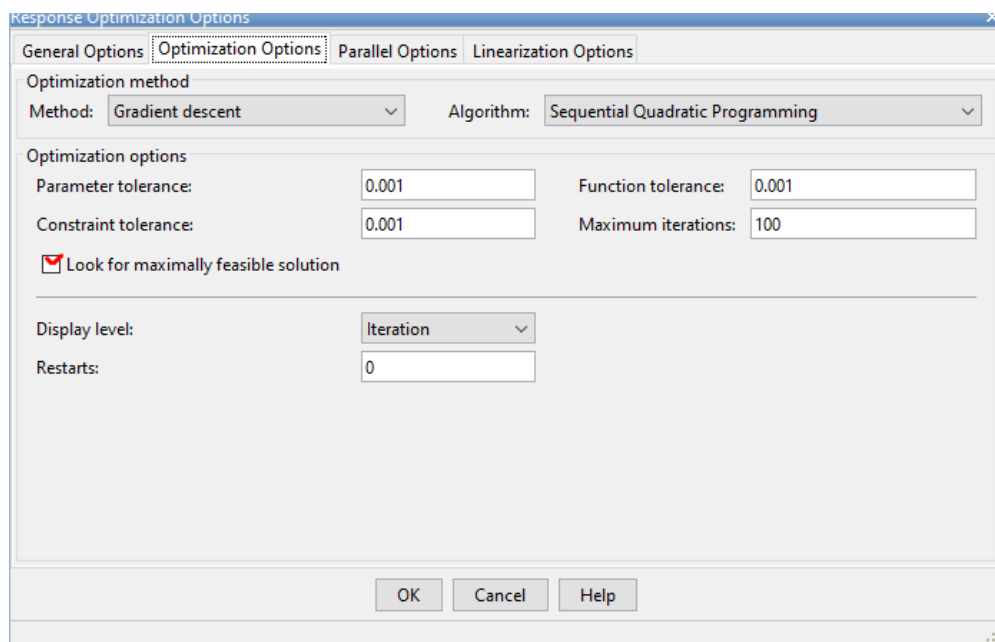 Response Optimization Options
General Options Optimization Options Parallel Options Linearization Options
Optimization method
Method: Gradient descent Algorithm: Sequential Quadratic Programming
Optimization options
Parameter tolerance: 0.001 Function tolerance: 0.001
Constraint tolerance: 0.001 Maximum iterations: 100
Look for maximally feasible solution
Display level: Iteration
Restarts: 0
OK Cancel Help